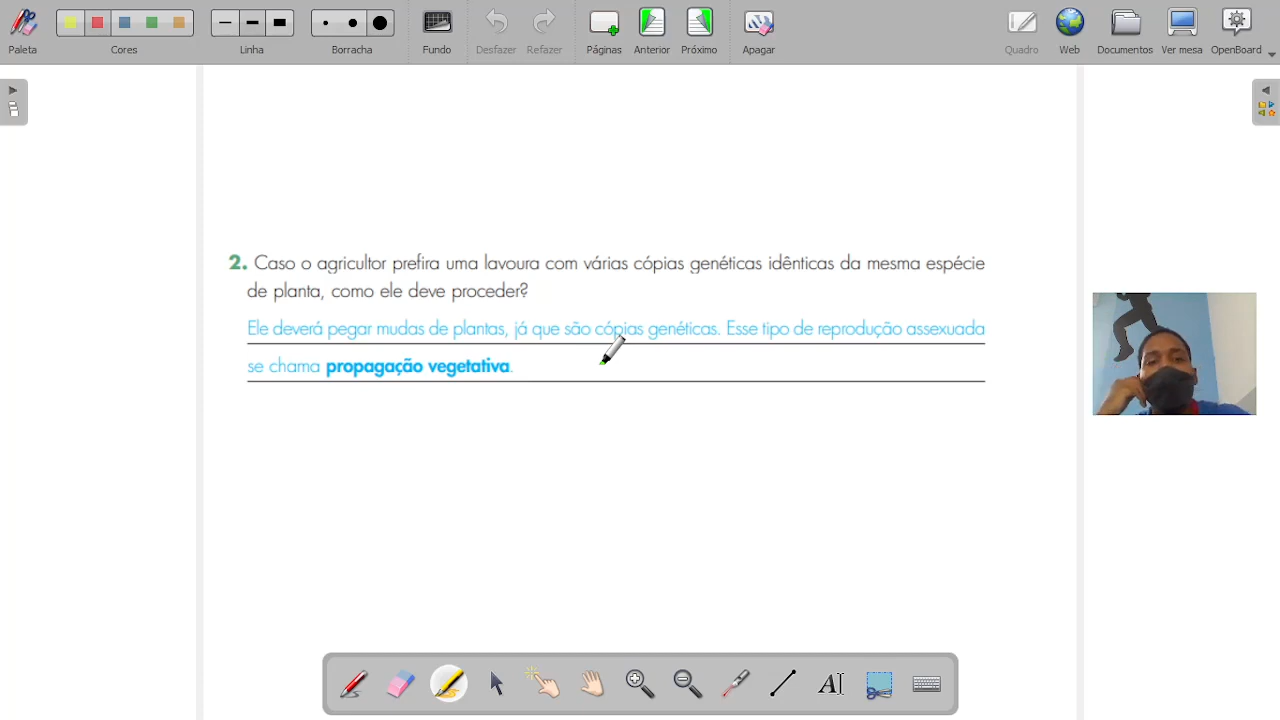 Paleta
Cores
Linha
Borracha
Fundo
Desfazer
Refazer
Páginas
Anterior
Próximo
Apagar
Quadro
Web
Documentos
Ver mesa
OpenBoard
2. Caso o agricultor prefira uma lavoura com várias cópias genéticas idênticas da mesma espécie
de planta, como ele deve proceder?
Ele deverá pegar mudas de plantas, já que são cópias genéticas. Esse tipo de reprodução assexuada
se chama propagação vegetativa.
AI